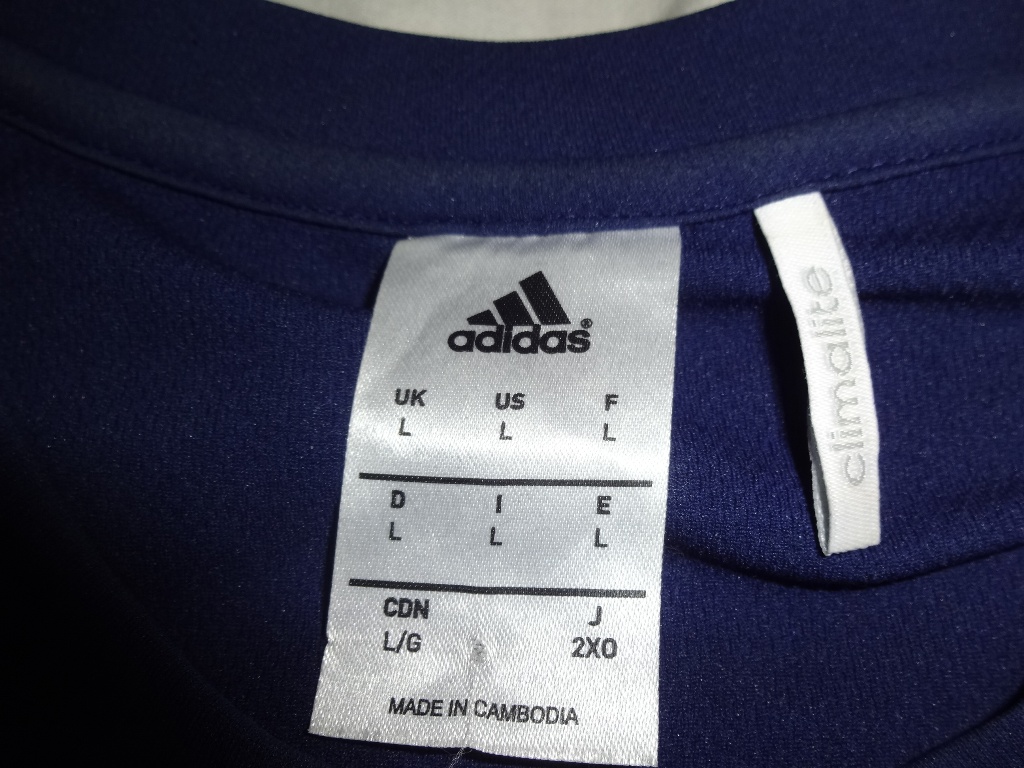 adidas®
UK US F
L L L
D I E
L L L
CDN J
L/G 2XO
MADE IN CAMBODIA
climalite